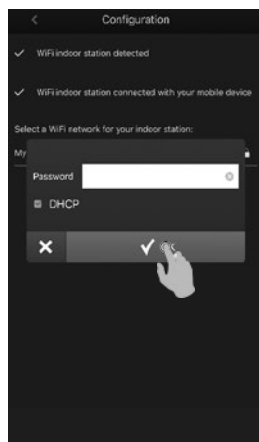 Configuration
WiFi indoor station detected
WiFi indoor station connected with your mobile device
Select a WiFi network for your indoor station:
My
Password
DHCP